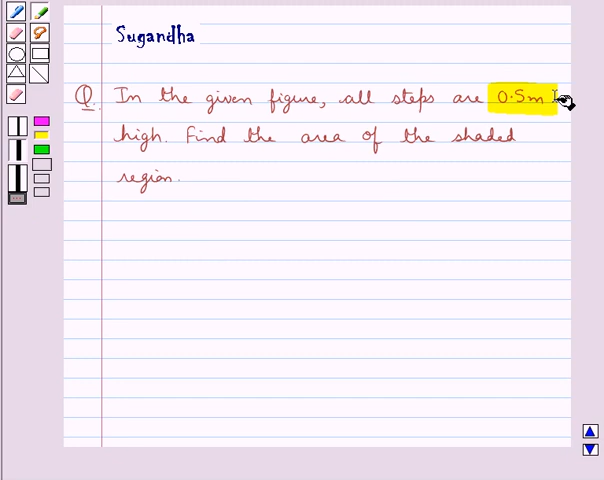 Sugandha
Q. In the given figure, all steps are 0.5m
high. Find the area of the shaded
region.